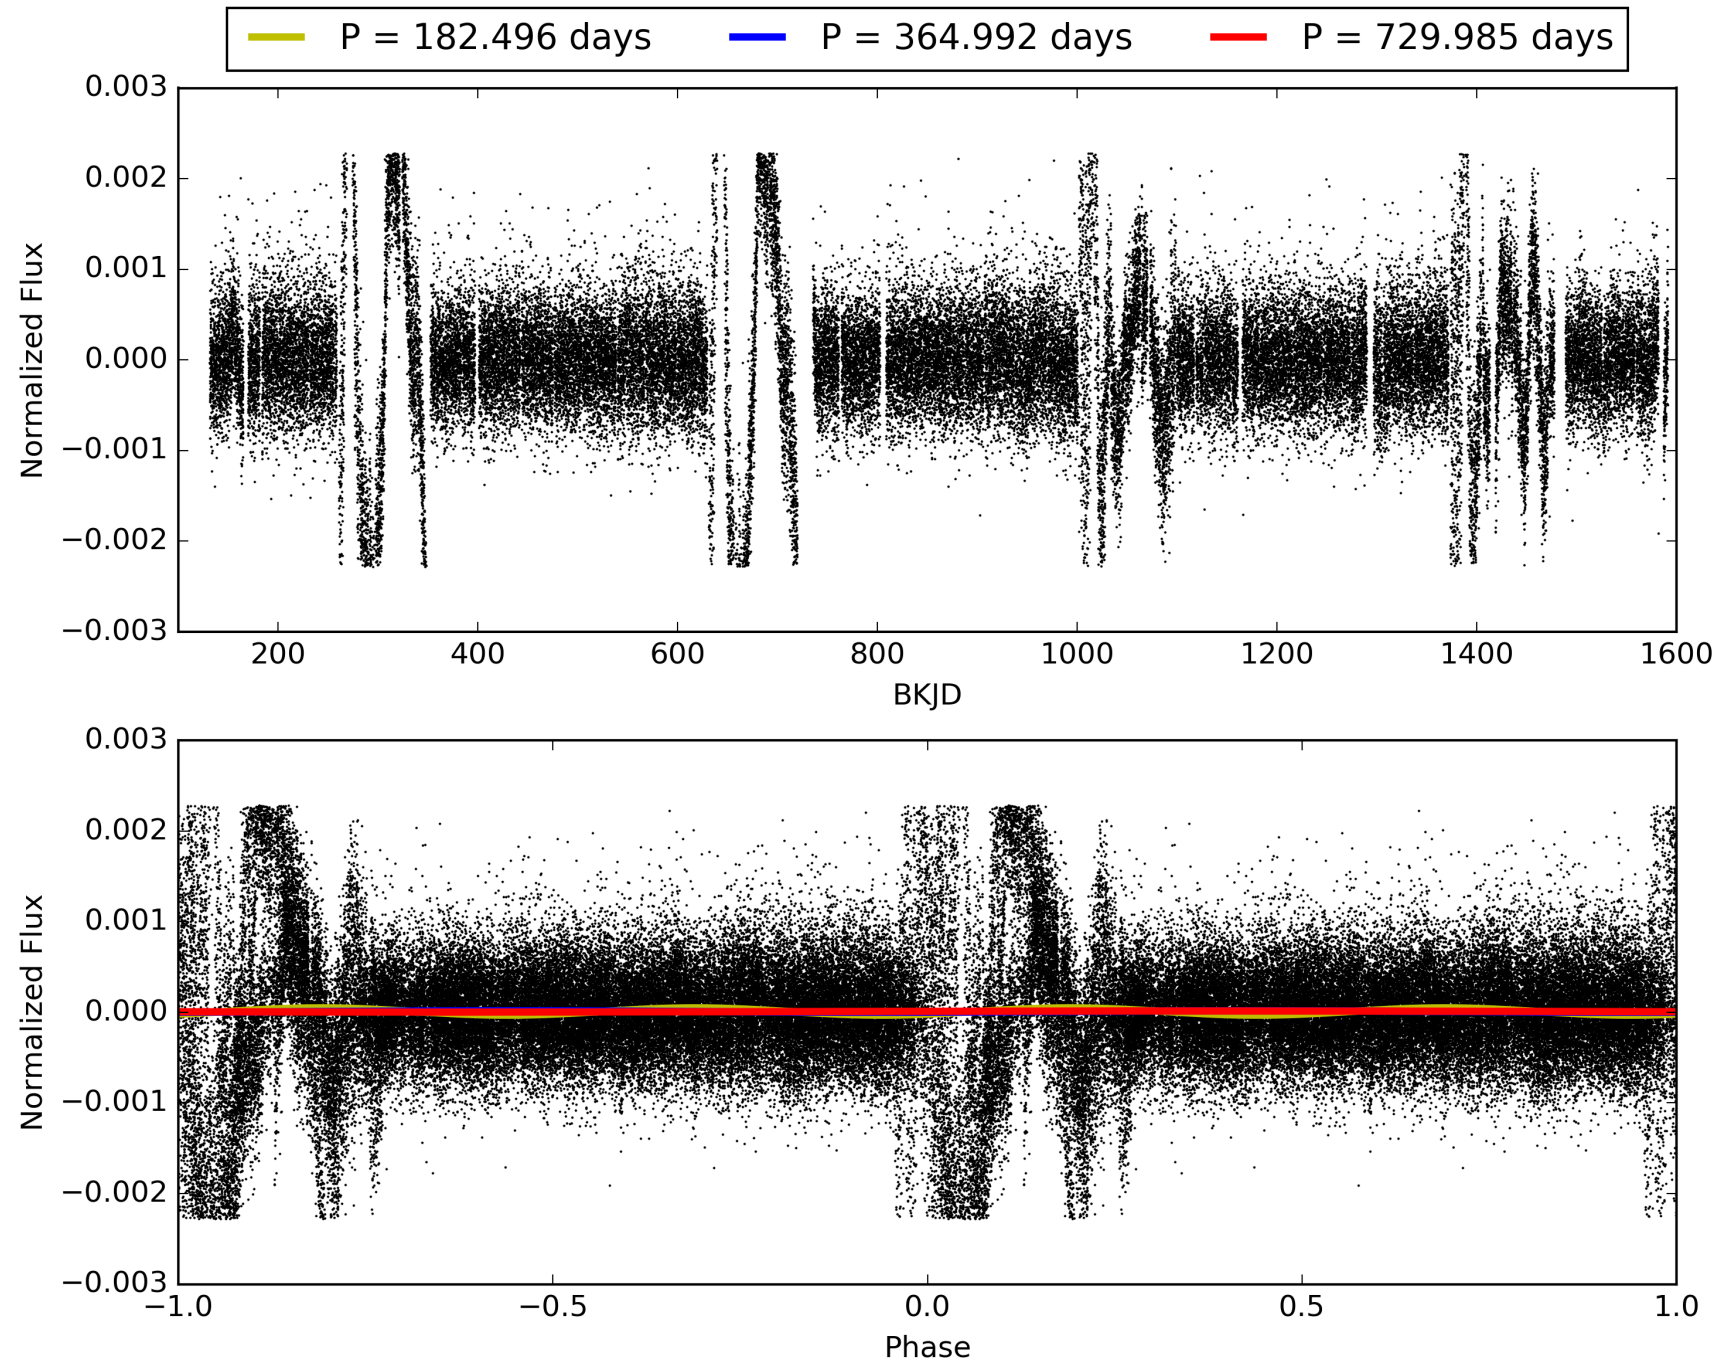 P = 182.496 days P = 364.992 days P = 729.985 days
0.003
0.002
0.001
0.000
−0.001
−0.002
−0.003
Normalized Flux
200 400 600 800 1000 1200 1400 1600
BKJD
0.003
0.002
0.001
0.000
−0.001
−0.002
−0.003
Normalized Flux
−1.0 −0.5 0.0 0.5 1.0
Phase